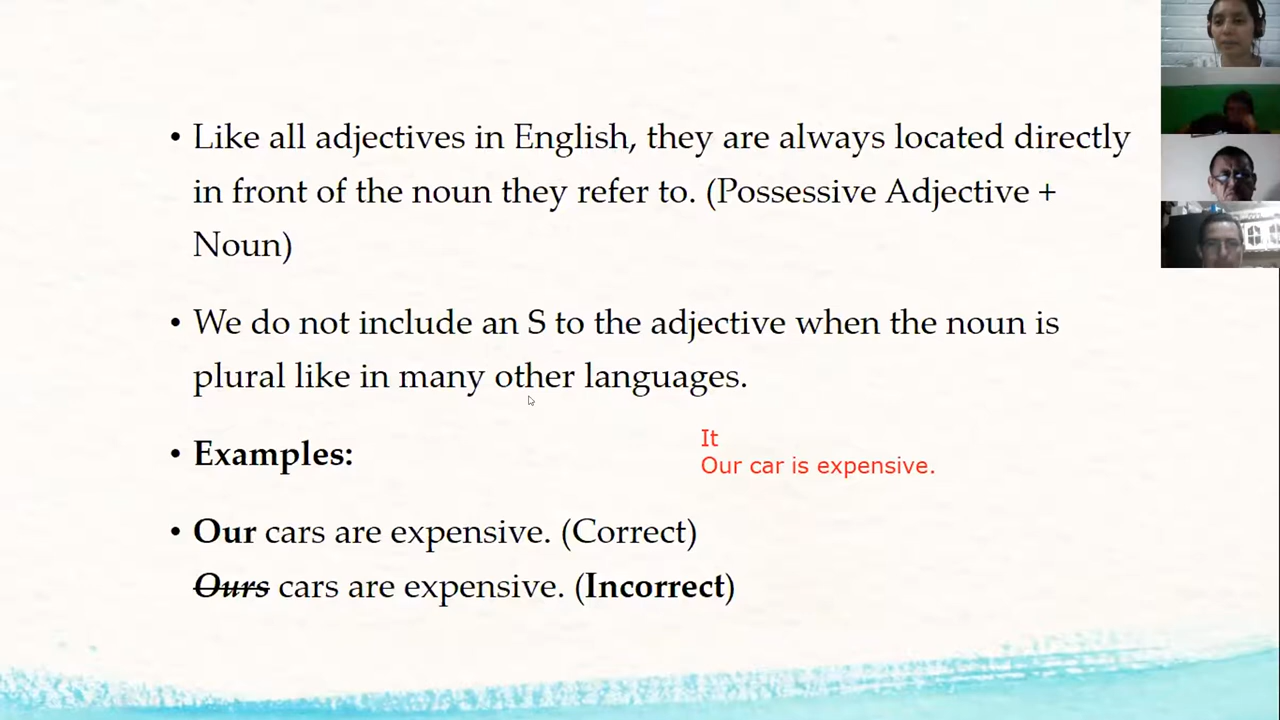 • Like all adjectives in English, they are always located directly
in front of the noun they refer to. (Possessive Adjective +
Noun)
• We do not include an S to the adjective when the noun is
plural like in many other languages.
• Examples:
It
Our car is expensive.
• Our cars are expensive. (Correct)
Ours cars are expensive. (Incorrect)